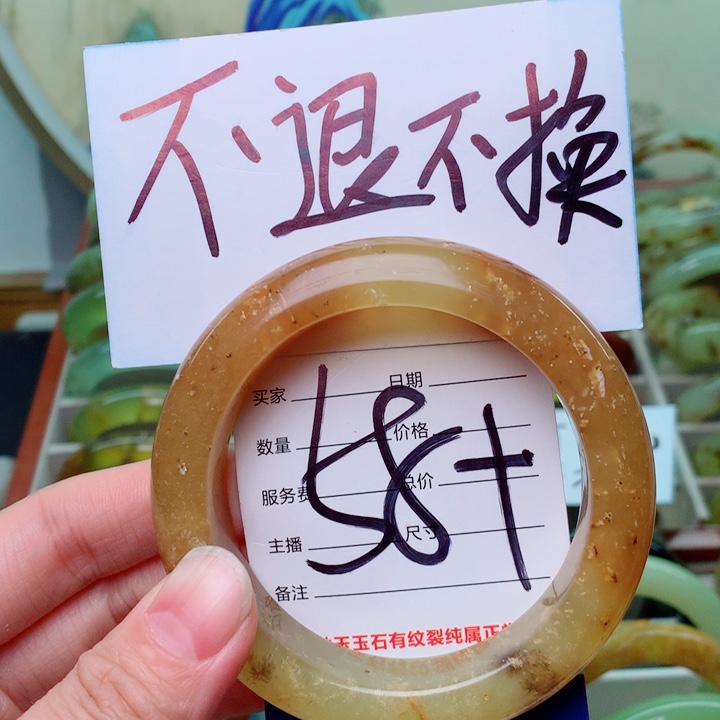 不退不换
买家 日期
数量 价格
服务费 总价
主播 尺寸
备注
58+
玉石有纹裂纯属正